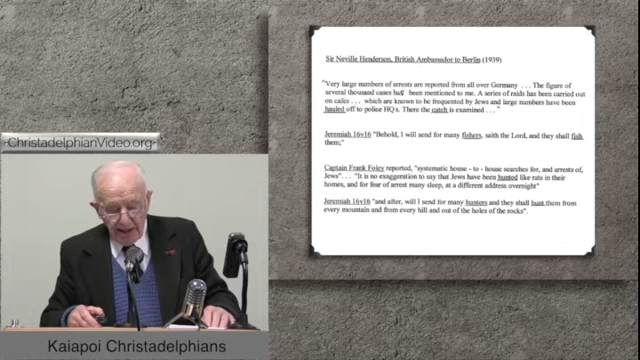 Sir Neville Henderson, British Ambassador to Berlin (1939)
"Very large numbers of arrests are reported from all over Germany . . . The figure of
several thousand cases has been mentioned to me. A series of raids has been carried out
on cafes . . . which are known to be frequented by Jews and large numbers have been
hauled off to police HQs. There the catch is examined . . ."
Jeremiah 16v16 "Behold, I will send for many fishers, saith the Lord, and they shall fish
them;"
Captain Frank Foley reported, "systematic house - to - house searches for, and arrests of,
Jews". . . "It is no exaggeration to say that Jews have been hunted like rats in their
homes, and for fear of arrest many sleep, at a different address overnight"
Jeremiah 16v16 "and after, will I send for many hunters and they shall hunt them from
every mountain and from every hill and out of the holes of the rocks".
ChristadelphianVideo.org
Kaiapoi Christadelphians